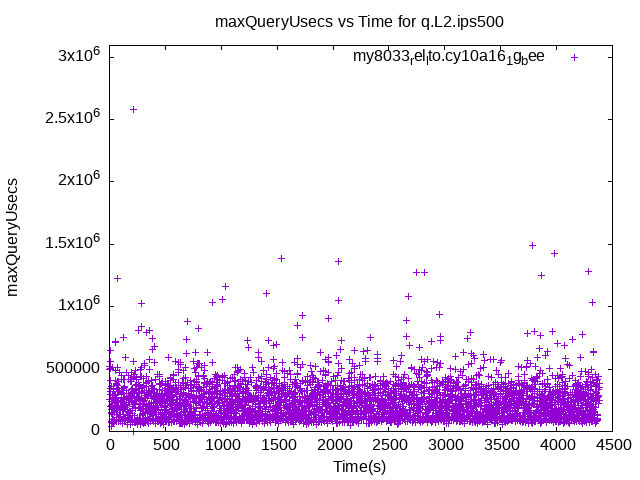 maxQueryUsecs vs Time for q.L2.ips500
my8033_rel_lto.cy10a16_1g_bee
3x10^6
2.5x10^6
2x10^6
1.5x10^6
1x10^6
500000
0
maxQueryUsecs
0 500 1000 1500 2000 2500 3000 3500 4000 4500
Time(s)